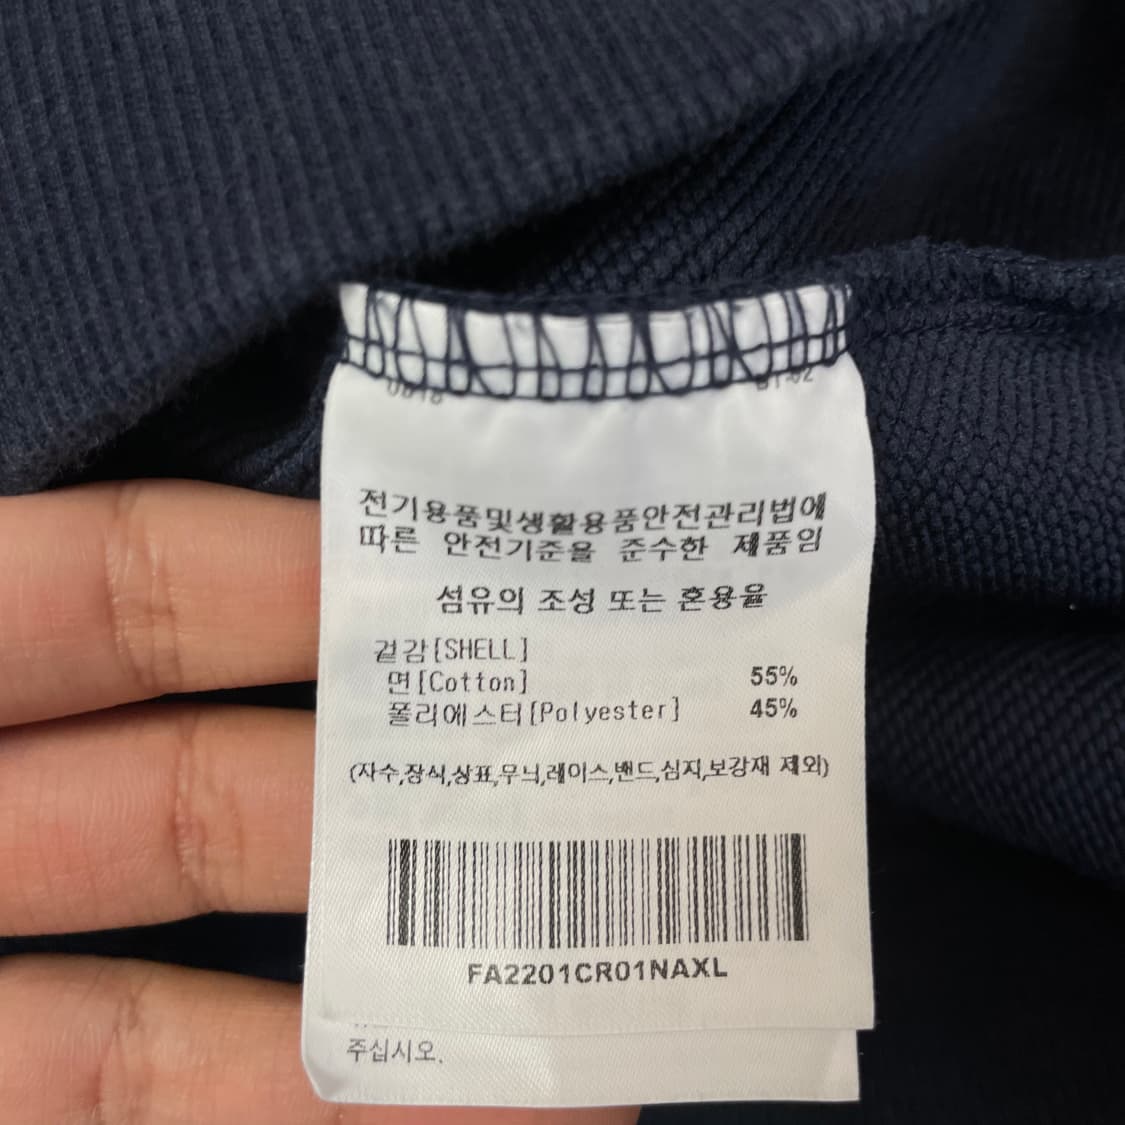 전기용품및생활용품안전관리법에
따른 안전기준을 준수한 제품임
섬유의 조성 또는 혼용율
겉감[SHELL]
면[Cotton] 55%
폴리에스터[Polyester] 45%
(자수,장식,상표,무늬,레이스,밴드,심지,보강재 제외)
FA2201CR01NAXL
주십시오.